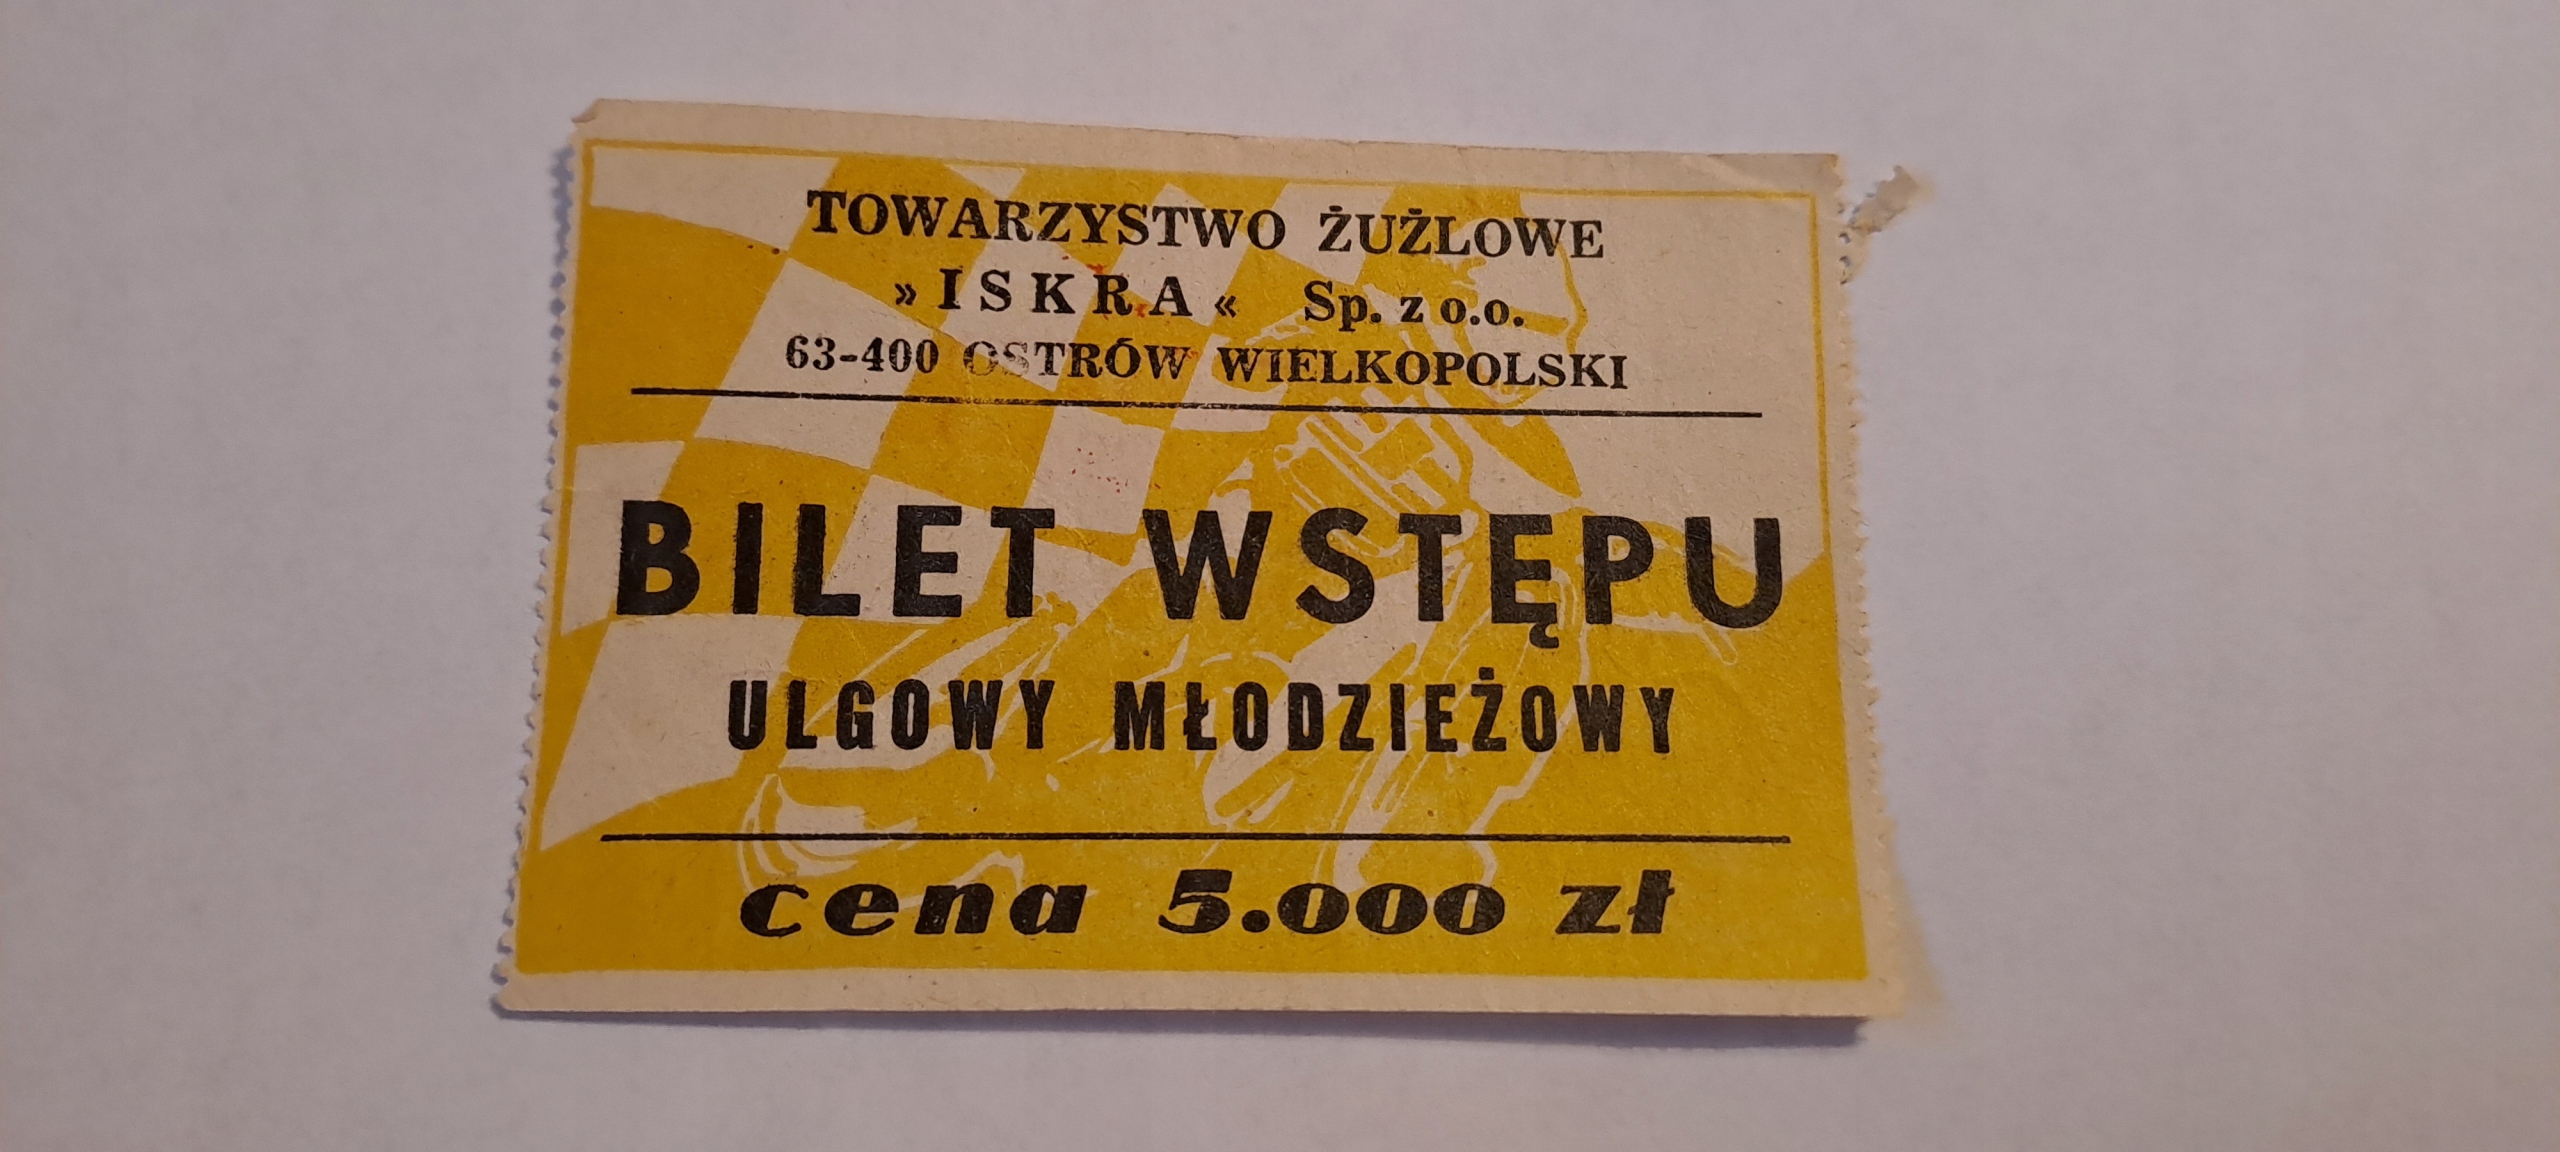 TOWARZYSTWO ŻUŻLOWE
»ISKRA« Sp. z o.o.
63-400 OSTRÓW WIELKOPOLSKI
BILET WSTĘPU
ULGOWY MŁODZIEŻOWY
cena 5.000 zł